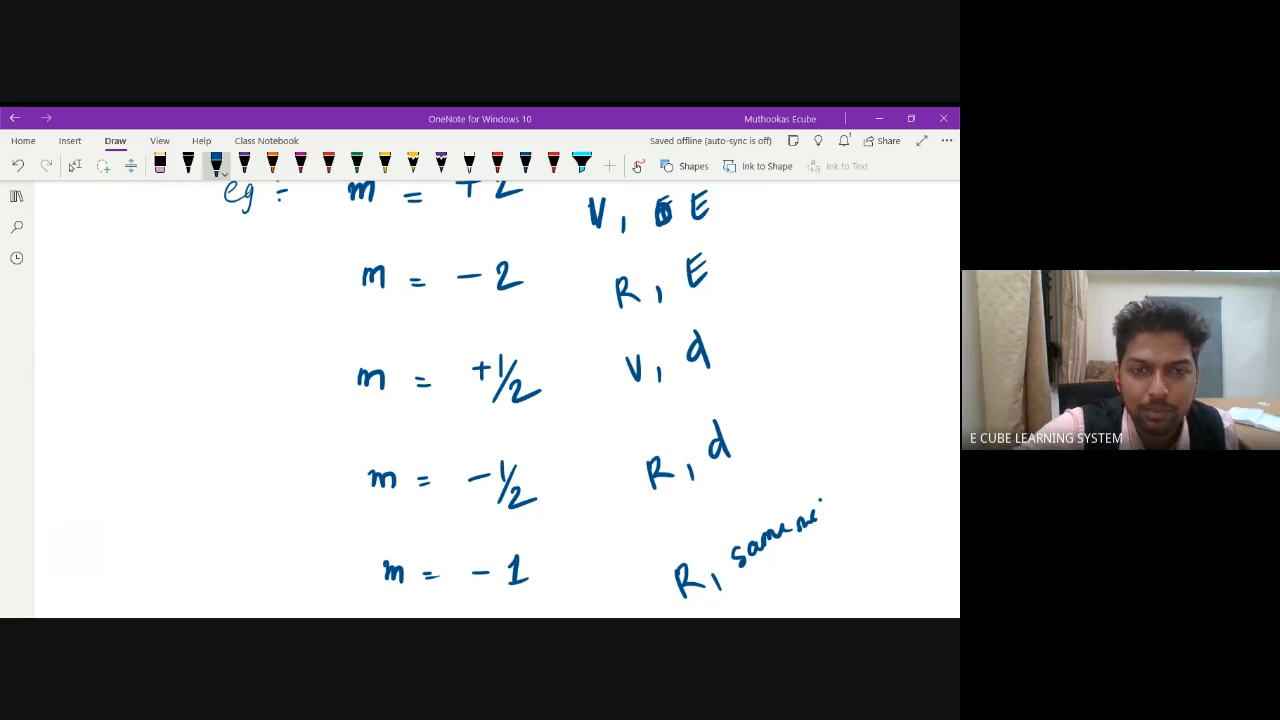 OneNote for Windows 10
Muthookas Ecube
Home Insert Draw View Help Class Notebook
Saved offline (auto-sync is off)
Share
Shapes Ink to Shape Ink to Text
eg : m = +2 V, E
m = -2 R, E
m = +1/2 V, d
m = -1/2 R, d
m = -1 R, same
E CUBE LEARNING SYSTEM